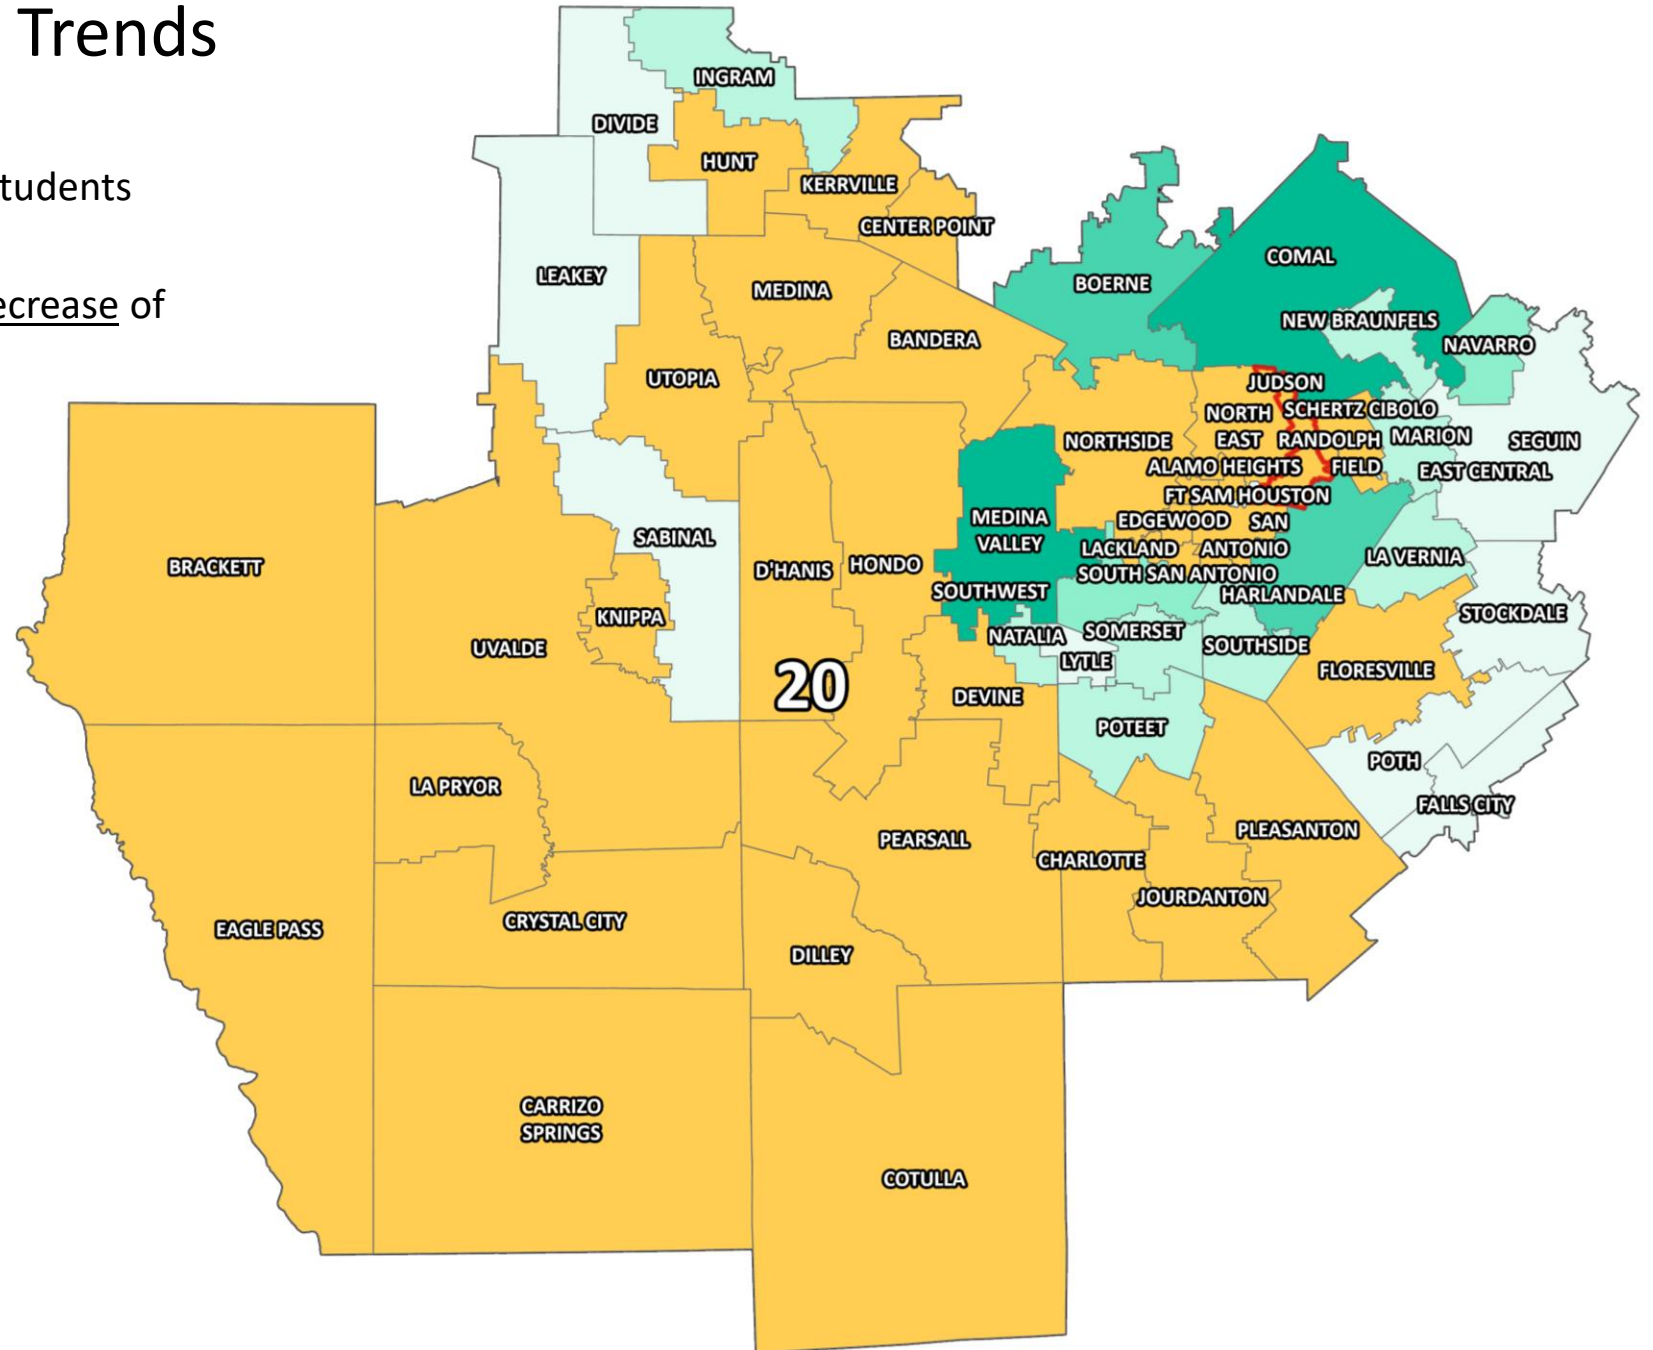 Trends
tudents
ecrease of
INGRAM
DIVIDE
HUNT
KERRVILLE
CENTER POINT
LEAKEY
MEDINA
BANDERA
UTOPIA
BOERNE
COMAL
NEW BRAUNFELS
NAVARRO
JUDSON
NORTH
EAST
SCHERTZ CIBOLO
RANDOLPH
FIELD
MARION
SEGUIN
NORTHSIDE
ALAMO HEIGHTS
EAST CENTRAL
FT SAM HOUSTON
EDGEWOOD
SAN
ANTONIO
MEDINA
VALLEY
LACKLAND
SOUTH SAN ANTONIO
LA VERNIA
HARLANDALE
SOUTHWEST
STOCKDALE
BRACKETT
SABINAL
D'HANIS
HONDO
KNIPPA
UVALDE
NATALIA
SOMERSET
LYTLE
SOUTHSIDE
FLORESVILLE
20
DEVINE
POTEET
POTH
FALLS CITY
LA PRYOR
PEARSALL
CHARLOTTE
PLEASANTON
JOURDANTON
EAGLE PASS
CRYSTAL CITY
DILLEY
CARRIZO
SPRINGS
COTULLA